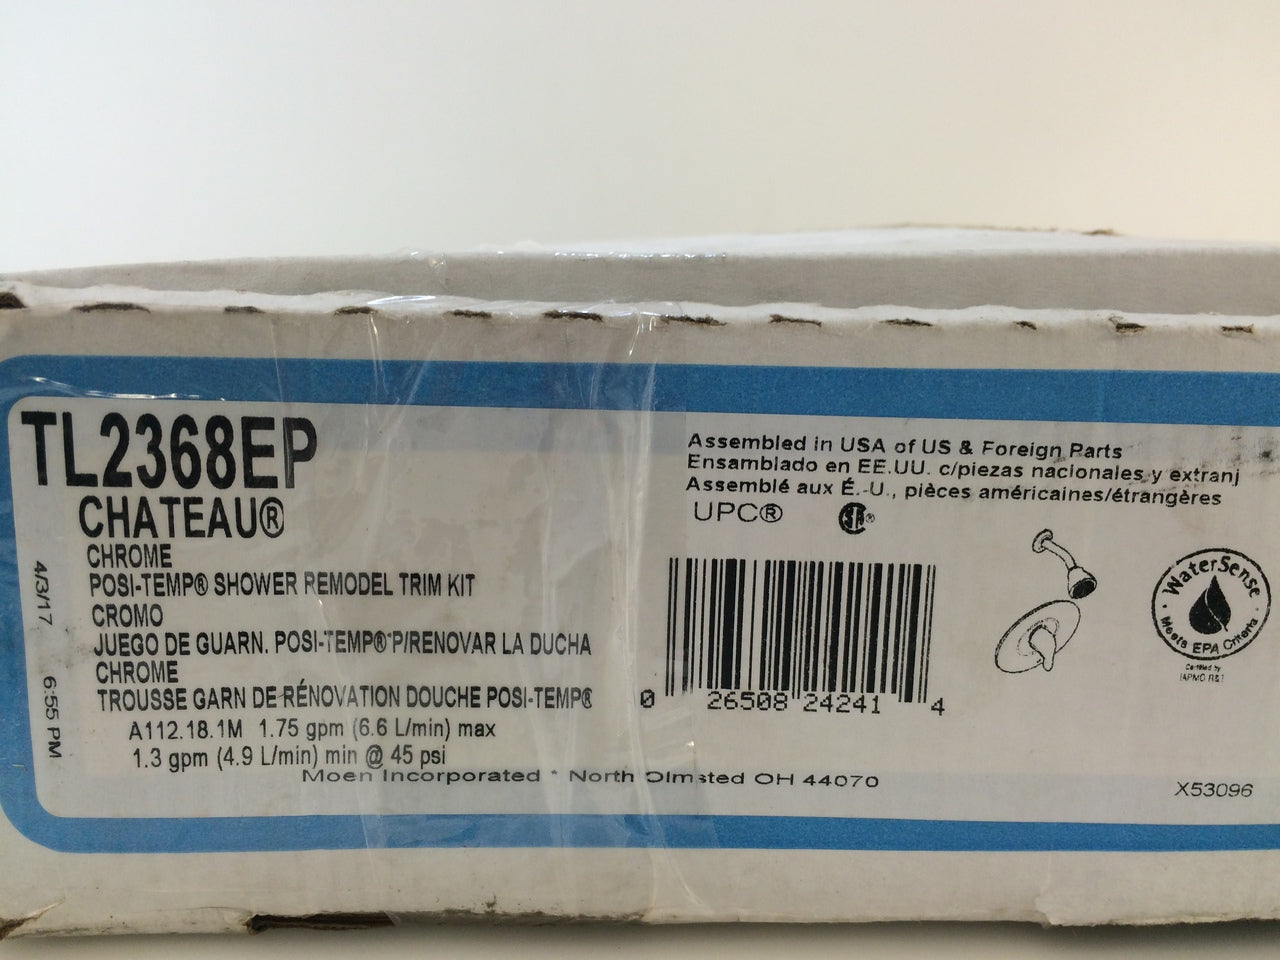 TL2368EP
CHATEAU®
CHROME
POSI-TEMP® SHOWER REMODEL TRIM KIT
CROMO
JUEGO DE GUARN. POSI-TEMP® P/RENOVAR LA DUCHA
CHROME
TROUSSE GARN DE RÉNOVATION DOUCHE POSI-TEMP®
A112.18.1M 1.75 gpm (6.6 L/min) max
1.3 gpm (4.9 L/min) min @ 45 psi
Moen Incorporated * North Olmsted OH 44070
4/3/17 6:55 PM
Assembled in USA of US & Foreign Parts
Ensamblado en EE.UU. c/piezas nacionales y extranj
Assemblé aux É.-U., pièces américaines/étrangères
UPC® SA®
0 26508 24241 4
WaterSense
Meets EPA Criteria
Certified by
IAPMO R&T
X53096